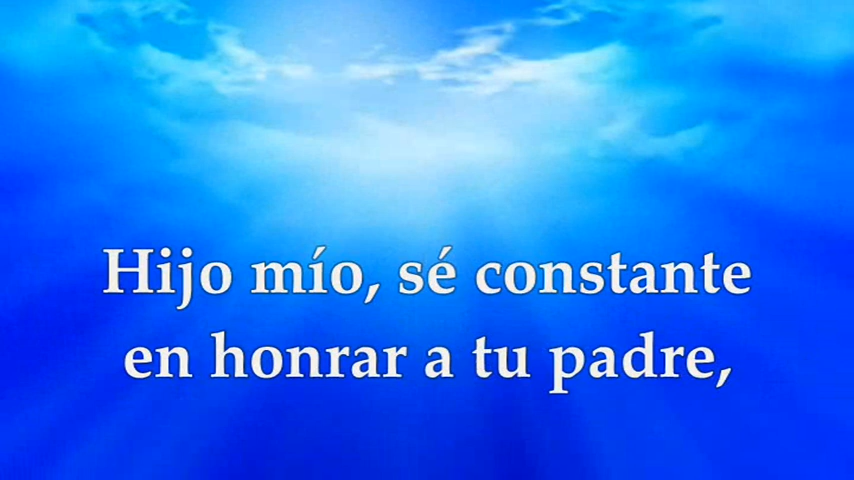 Hijo mío, sé constante
en honrar a tu padre,